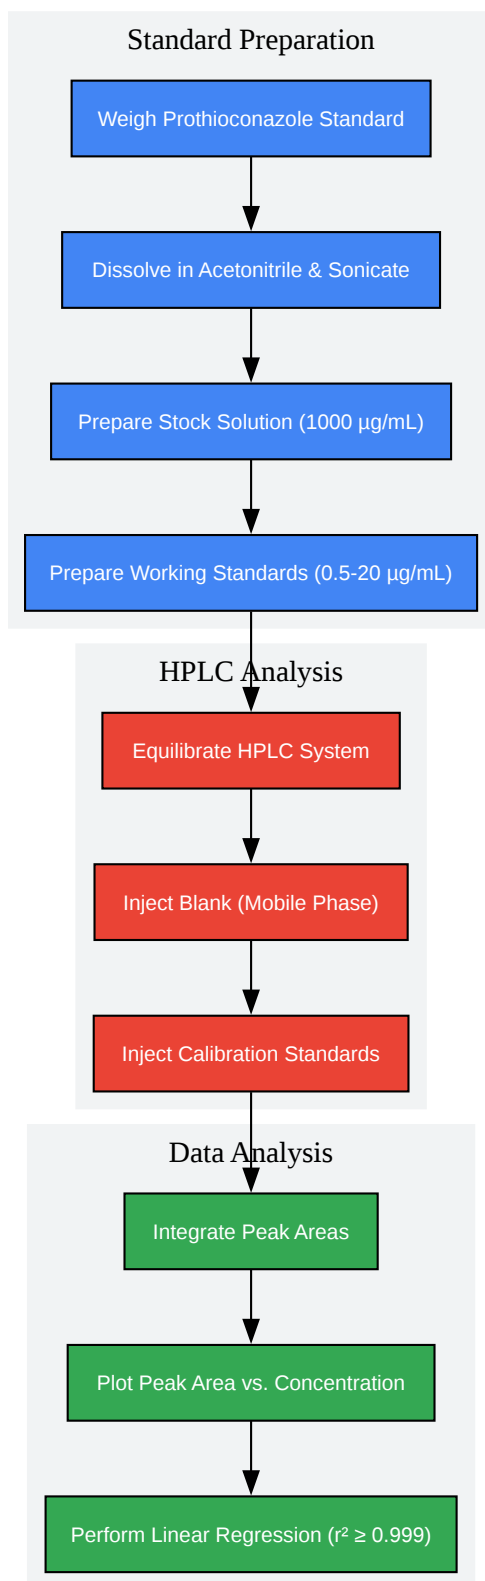 Standard Preparation
Weigh Prothioconazole Standard
Dissolve in Acetonitrile & Sonicate
Prepare Stock Solution (1000 µg/mL)
Prepare Working Standards (0.5-20 µg/mL)
HPLC Analysis
Equilibrate HPLC System
Inject Blank (Mobile Phase)
Inject Calibration Standards
Data Analysis
Integrate Peak Areas
Plot Peak Area vs. Concentration
Perform Linear Regression (r² ≥ 0.999)